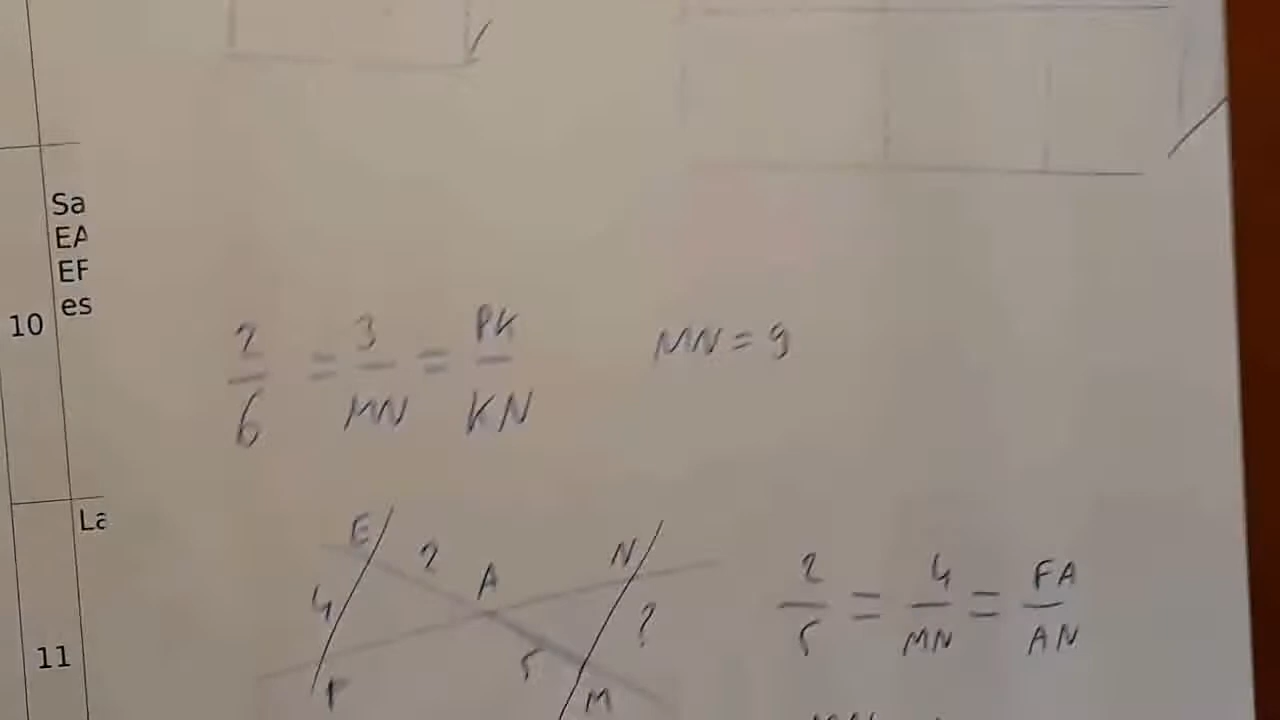 Sa
EA
EF
es
10
2/6 = 3/MN = PK/KN
MN = 9
La
11
E
2
A
N
4
?
F
5
M
2/5 = 4/MN = FA/AN